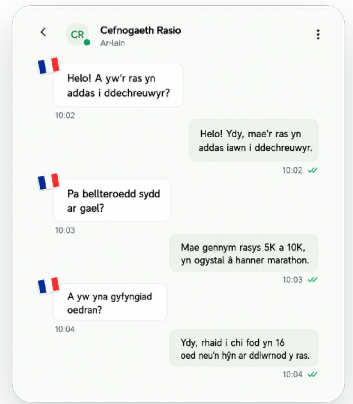 CR
Cefnogaeth Rasio
Ar-lein
Helo! A yw'r ras yn
addas i ddechreuwyr?
10:02
Helo! Ydy, mae'r ras yn
addas iawn i ddechreuwyr.
10:02
Pa bellteroedd sydd
ar gael?
10:03
Mae gennym rasys 5K a 10K,
yn ogystal â hanner marathon.
10:03
A yw yna gyfyngiad
oedran?
10:04
Ydy, rhaid i chi fod yn 16
oed neu'n hŷn ar ddiwrnod y ras.
10:04